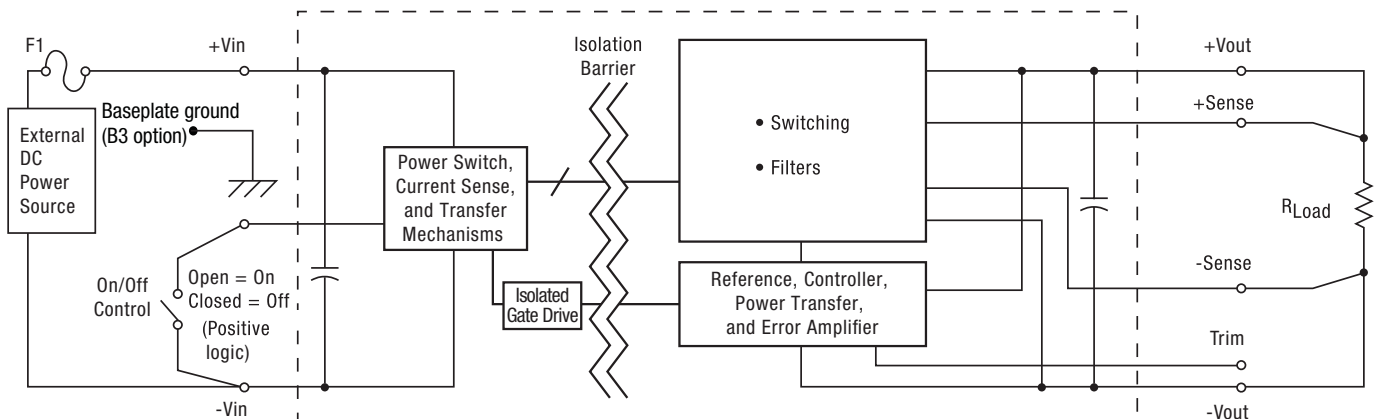 F1
+Vin
Isolation
Barrier
+Vout
Baseplate ground
(B3 option)
+Sense
External
DC
Power
Source
• Switching
• Filters
Power Switch,
Current Sense,
and Transfer
Mechanisms
RLoad
On/Off
Control
Open = On
Closed = Off
(Positive
logic)
Isolated
Gate Drive
Reference, Controller,
Power Transfer,
and Error Amplifier
-Sense
Trim
-Vin
-Vout